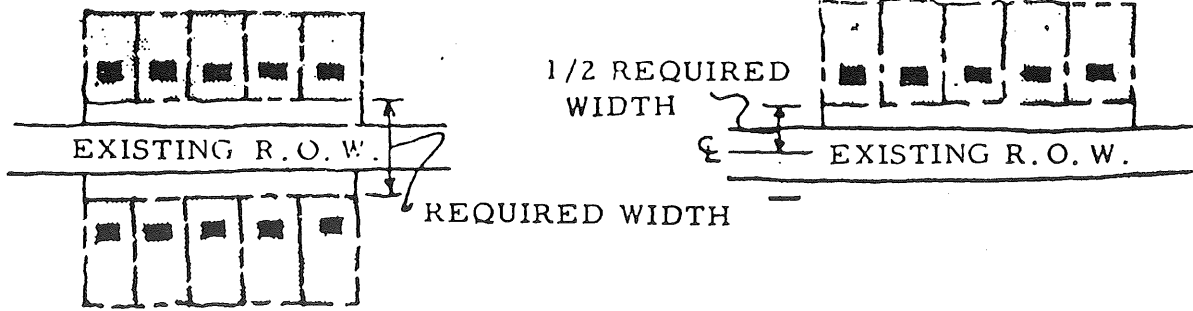 EXISTING R. O. W.
REQUIRED WIDTH
1/2 REQUIRED
WIDTH
℄
EXISTING R. O. W.